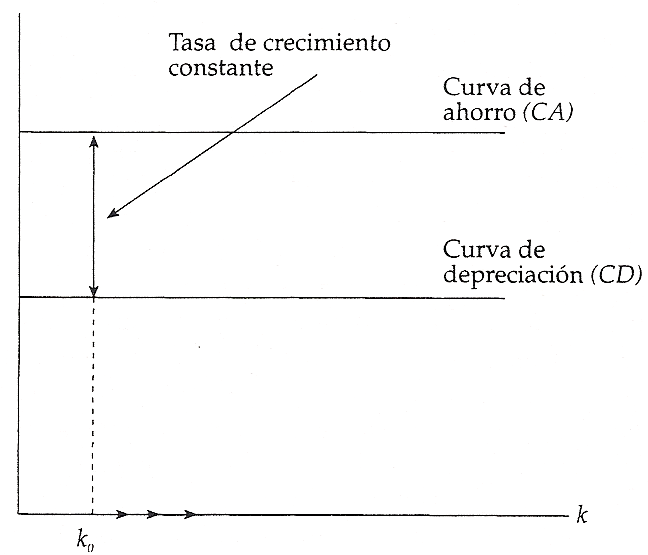 Tasa de crecimiento
constante
Curva de
ahorro (CA)
Curva de
depreciación (CD)
k
k₀